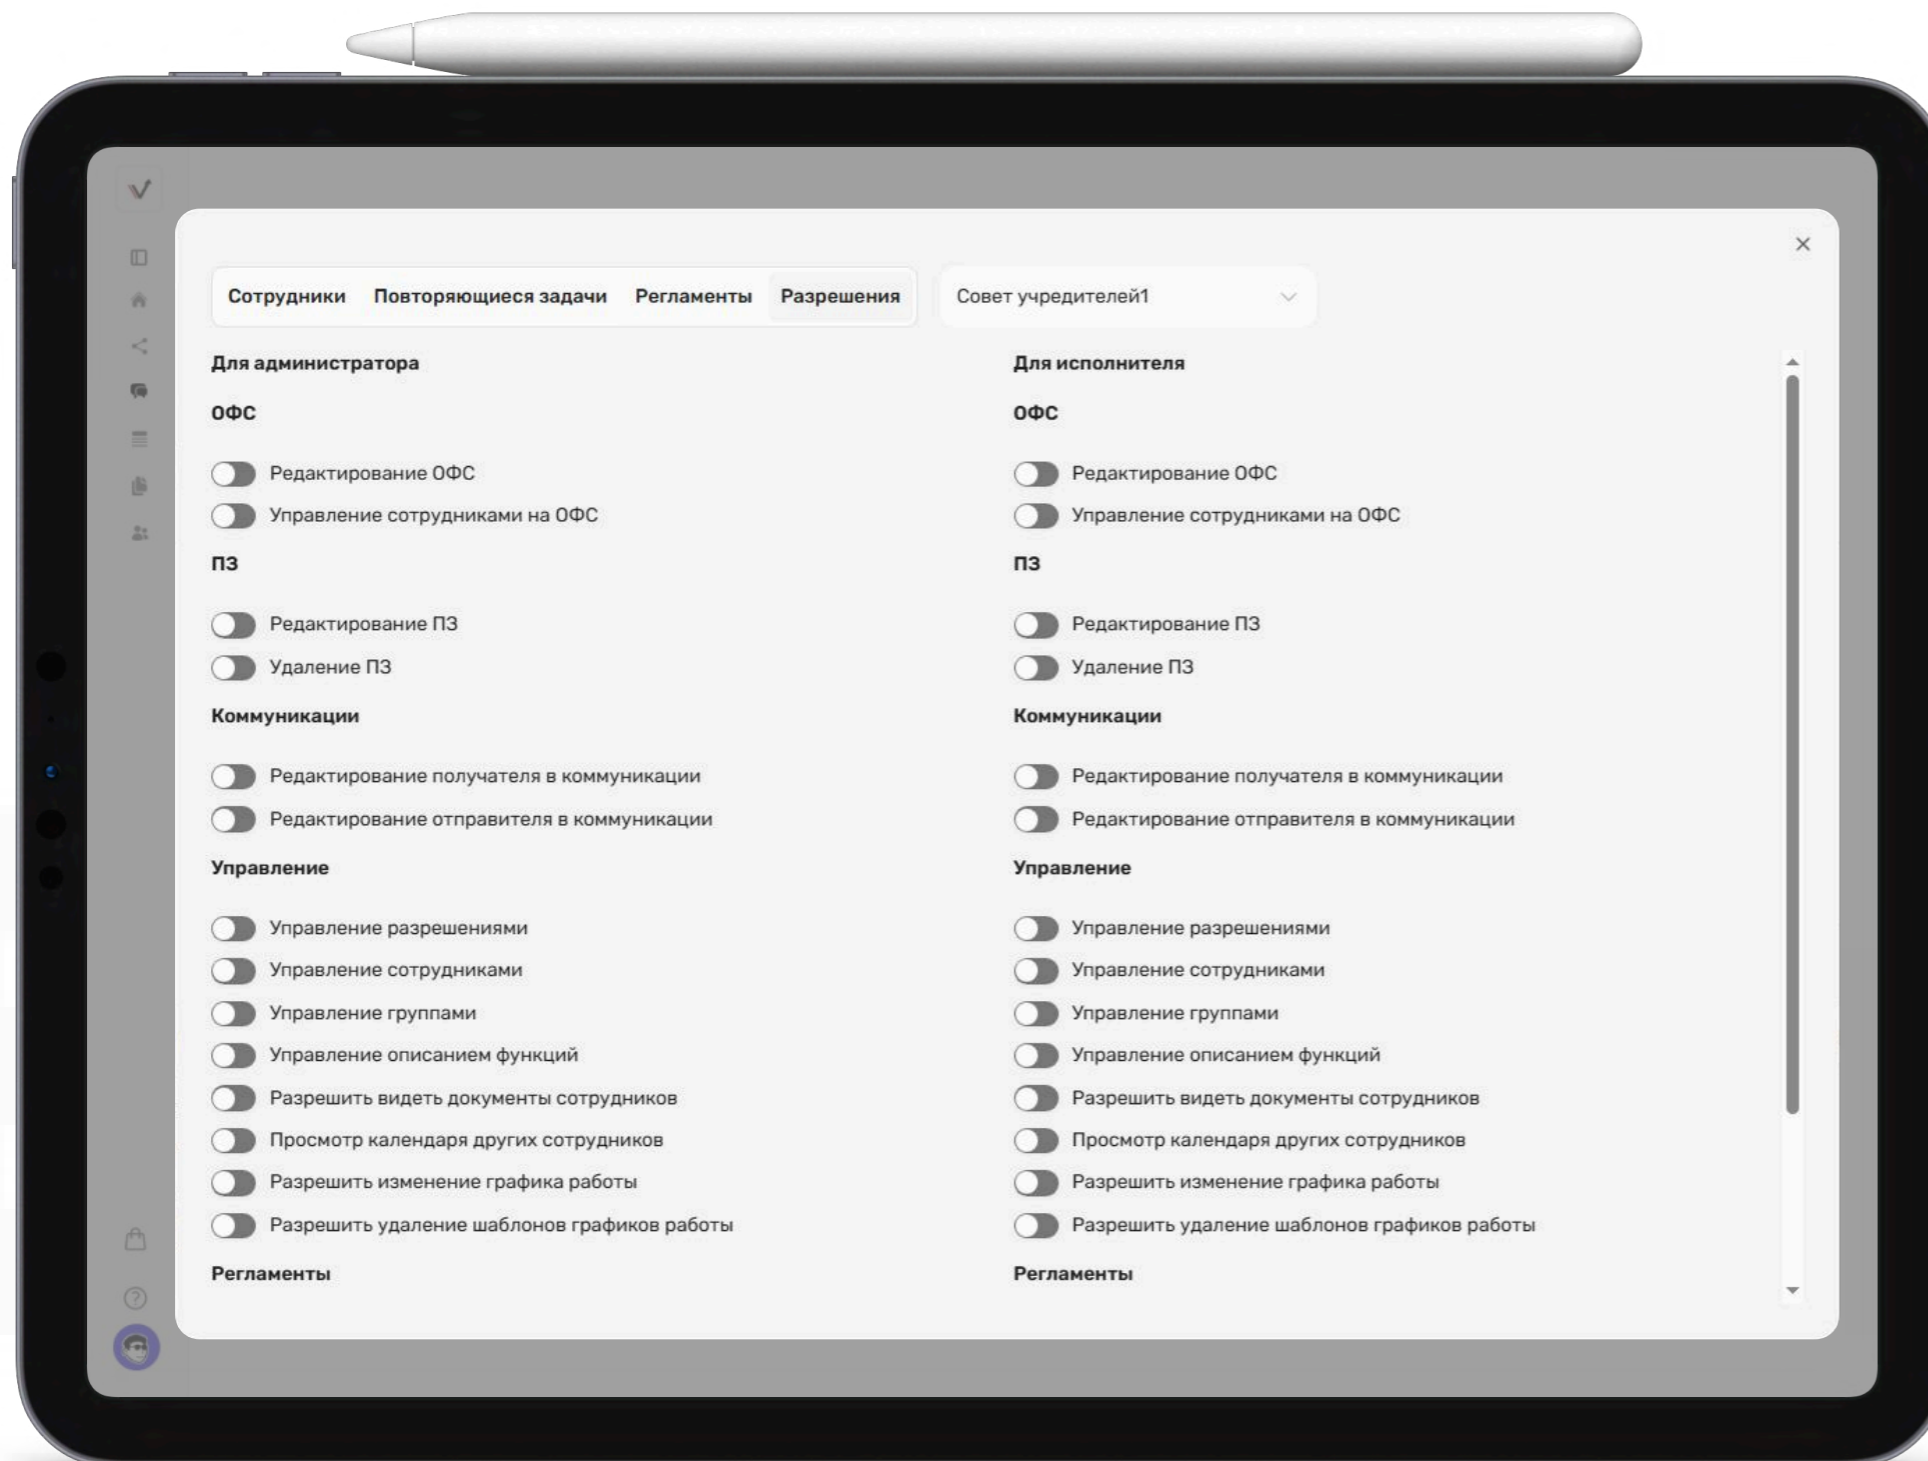 Сотрудники Повторяющиеся задачи Регламенты Разрешения Совет учредителей1
Для администратора
ОФС
Редактирование ОФС
Управление сотрудниками на ОФС
ПЗ
Редактирование ПЗ
Удаление ПЗ
Коммуникации
Редактирование получателя в коммуникации
Редактирование отправителя в коммуникации
Управление
Управление разрешениями
Управление сотрудниками
Управление группами
Управление описанием функций
Разрешить видеть документы сотрудников
Просмотр календаря других сотрудников
Разрешить изменение графика работы
Разрешить удаление шаблонов графиков работы
Регламенты
Для исполнителя
ОФС
Редактирование ОФС
Управление сотрудниками на ОФС
ПЗ
Редактирование ПЗ
Удаление ПЗ
Коммуникации
Редактирование получателя в коммуникации
Редактирование отправителя в коммуникации
Управление
Управление разрешениями
Управление сотрудниками
Управление группами
Управление описанием функций
Разрешить видеть документы сотрудников
Просмотр календаря других сотрудников
Разрешить изменение графика работы
Разрешить удаление шаблонов графиков работы
Регламенты